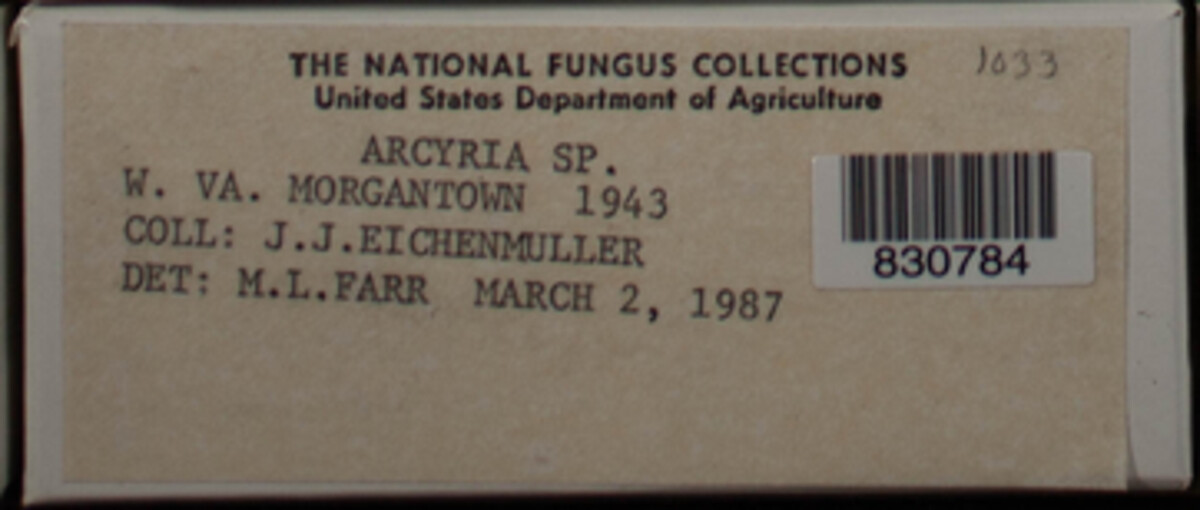 THE NATIONAL FUNGUS COLLECTIONS 1033
United States Department of Agriculture
ARCYRIA SP.
W. VA. MORGANTOWN 1943
COLL: J.J.EICHENMULLER
DET: M.L.FARR MARCH 2, 1987
830784